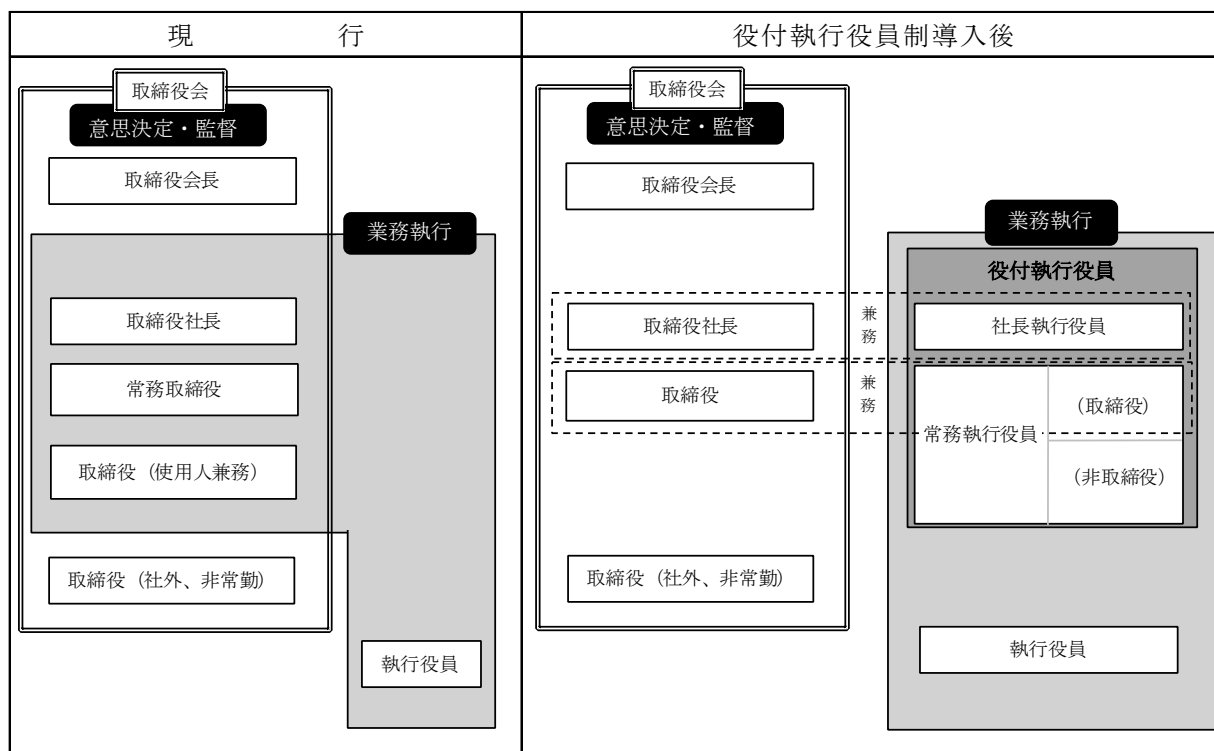 現 行
取締役会
意思決定・監督
取締役会長
業務執行
取締役社長
常務取締役
取締役（使用人兼務）
取締役（社外、非常勤）
執行役員
役付執行役員制導入後
取締役会
意思決定・監督
取締役会長
業務執行
役付執行役員
取締役社長
兼務
社長執行役員
取締役
兼務
常務執行役員
（取締役）
（非取締役）
取締役（社外、非常勤）
執行役員